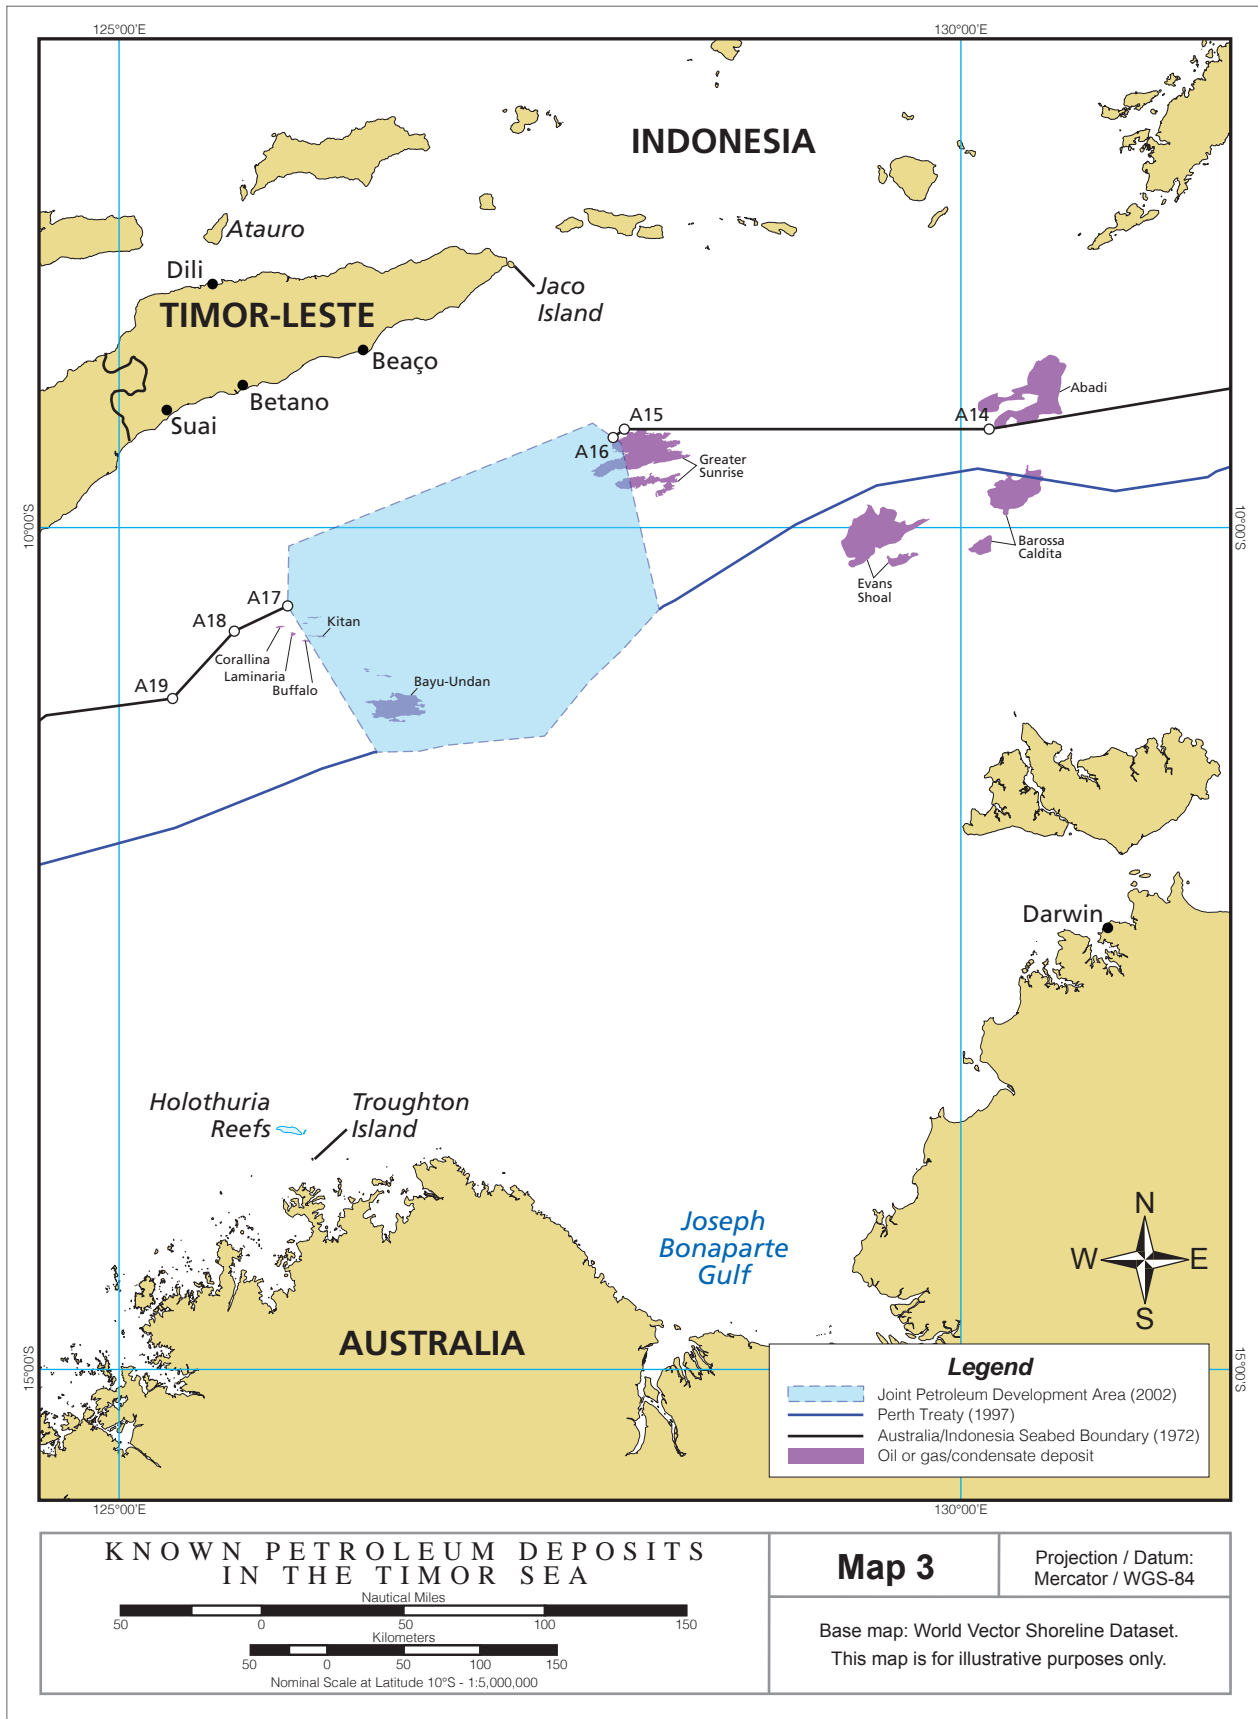 125°00'E
130°00'E
INDONESIA
Atauro
Dili
TIMOR-LESTE
Jaco
Island
Beaço
Betano
Suai
Abadi
A15
A14
A16
Greater
Sunrise
10°00'S
10°00'S
Barossa
Caldita
Evans
Shoal
A17
A18
Kitan
Corallina
Laminaria
Buffalo
A19
Bayu-Undan
Darwin
Holothuria
Reefs
Troughton
Island
Joseph
Bonaparte
Gulf
N
W
E
S
AUSTRALIA
15°00'S
15°00'S
Legend
Joint Petroleum Development Area (2002)
Perth Treaty (1997)
Australia/Indonesia Seabed Boundary (1972)
Oil or gas/condensate deposit
125°00'E
130°00'E
KNOWN PETROLEUM DEPOSITS
IN THE TIMOR SEA
Nautical Miles
50 0 50 100 150
Kilometers
50 0 50 100 150
Nominal Scale at Latitude 10°S - 1:5,000,000
Map 3
Projection / Datum:
Mercator / WGS-84
Base map: World Vector Shoreline Dataset.
This map is for illustrative purposes only.